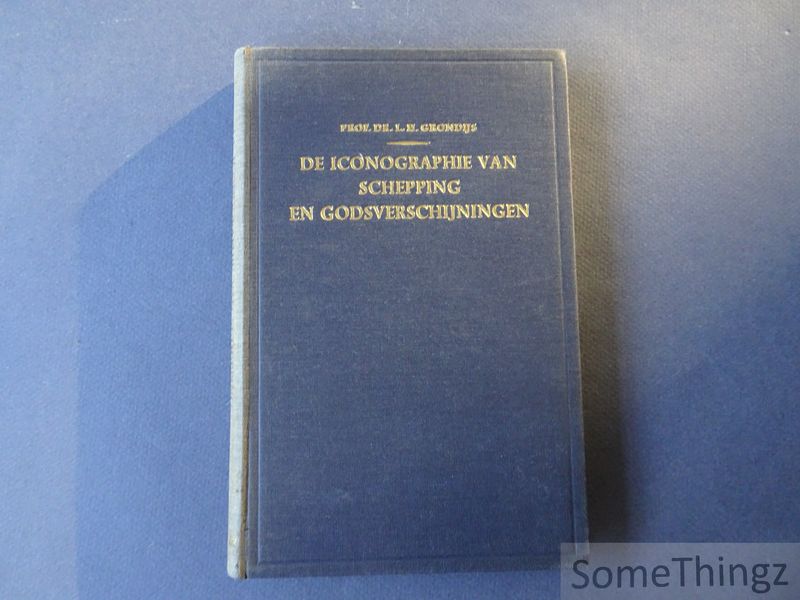 PROF. DR. L. H. GRONDIJS
DE ICONOGRAPHIE VAN
SCHEPPING
EN GODSVERSCHIJNINGEN
SomeThingz